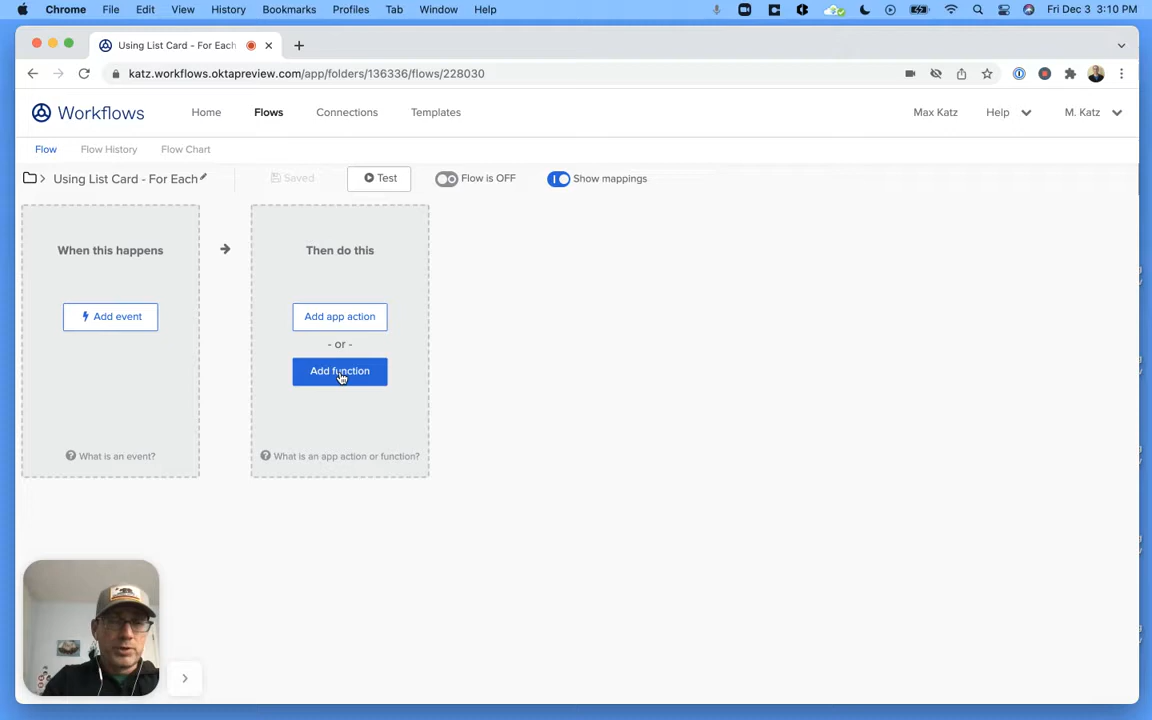 Chrome File Edit View History Bookmarks Profiles Tab Window Help Fri Dec 3 3:10 PM
Using List Card - For Each
katz.workflows.oktapreview.com/app/folders/136336/flows/228030
Workflows Home Flows Connections Templates Max Katz Help M. Katz
Flow Flow History Flow Chart
Using List Card - For Each Saved Test Flow is OFF Show mappings
When this happens
Add event
What is an event?
Then do this
Add app action
- or -
Add function
What is an app action or function?